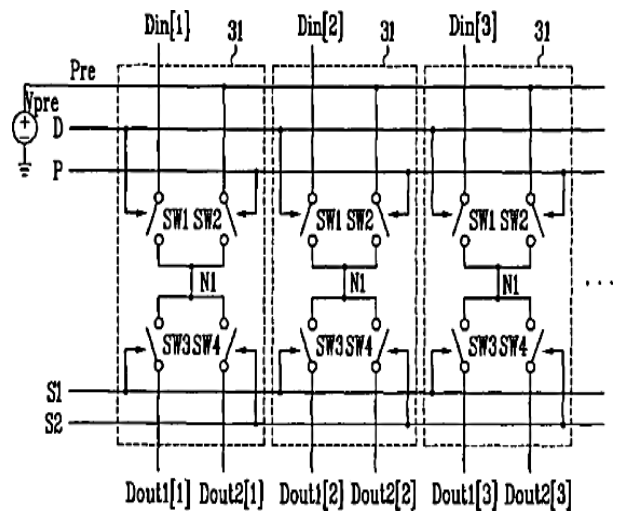 Din[1] 31 Din[2] 31 Din[3] 31
Pre
Vpre
D
P
SW1 SW2 SW1 SW2 SW1 SW2
N1 N1 N1
SW3 SW4 SW3 SW4 SW3 SW4
...
S1
S2
Dout1[1] Dout2[1] Dout1[2] Dout2[2] Dout1[3] Dout2[3]